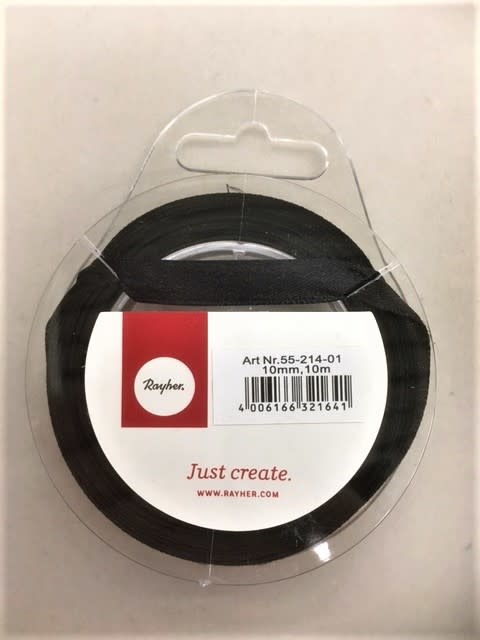 Rayher.
Art Nr.55-214-01
10mm,10m
4 006166 321641
Just create.
WWW.RAYHER.COM